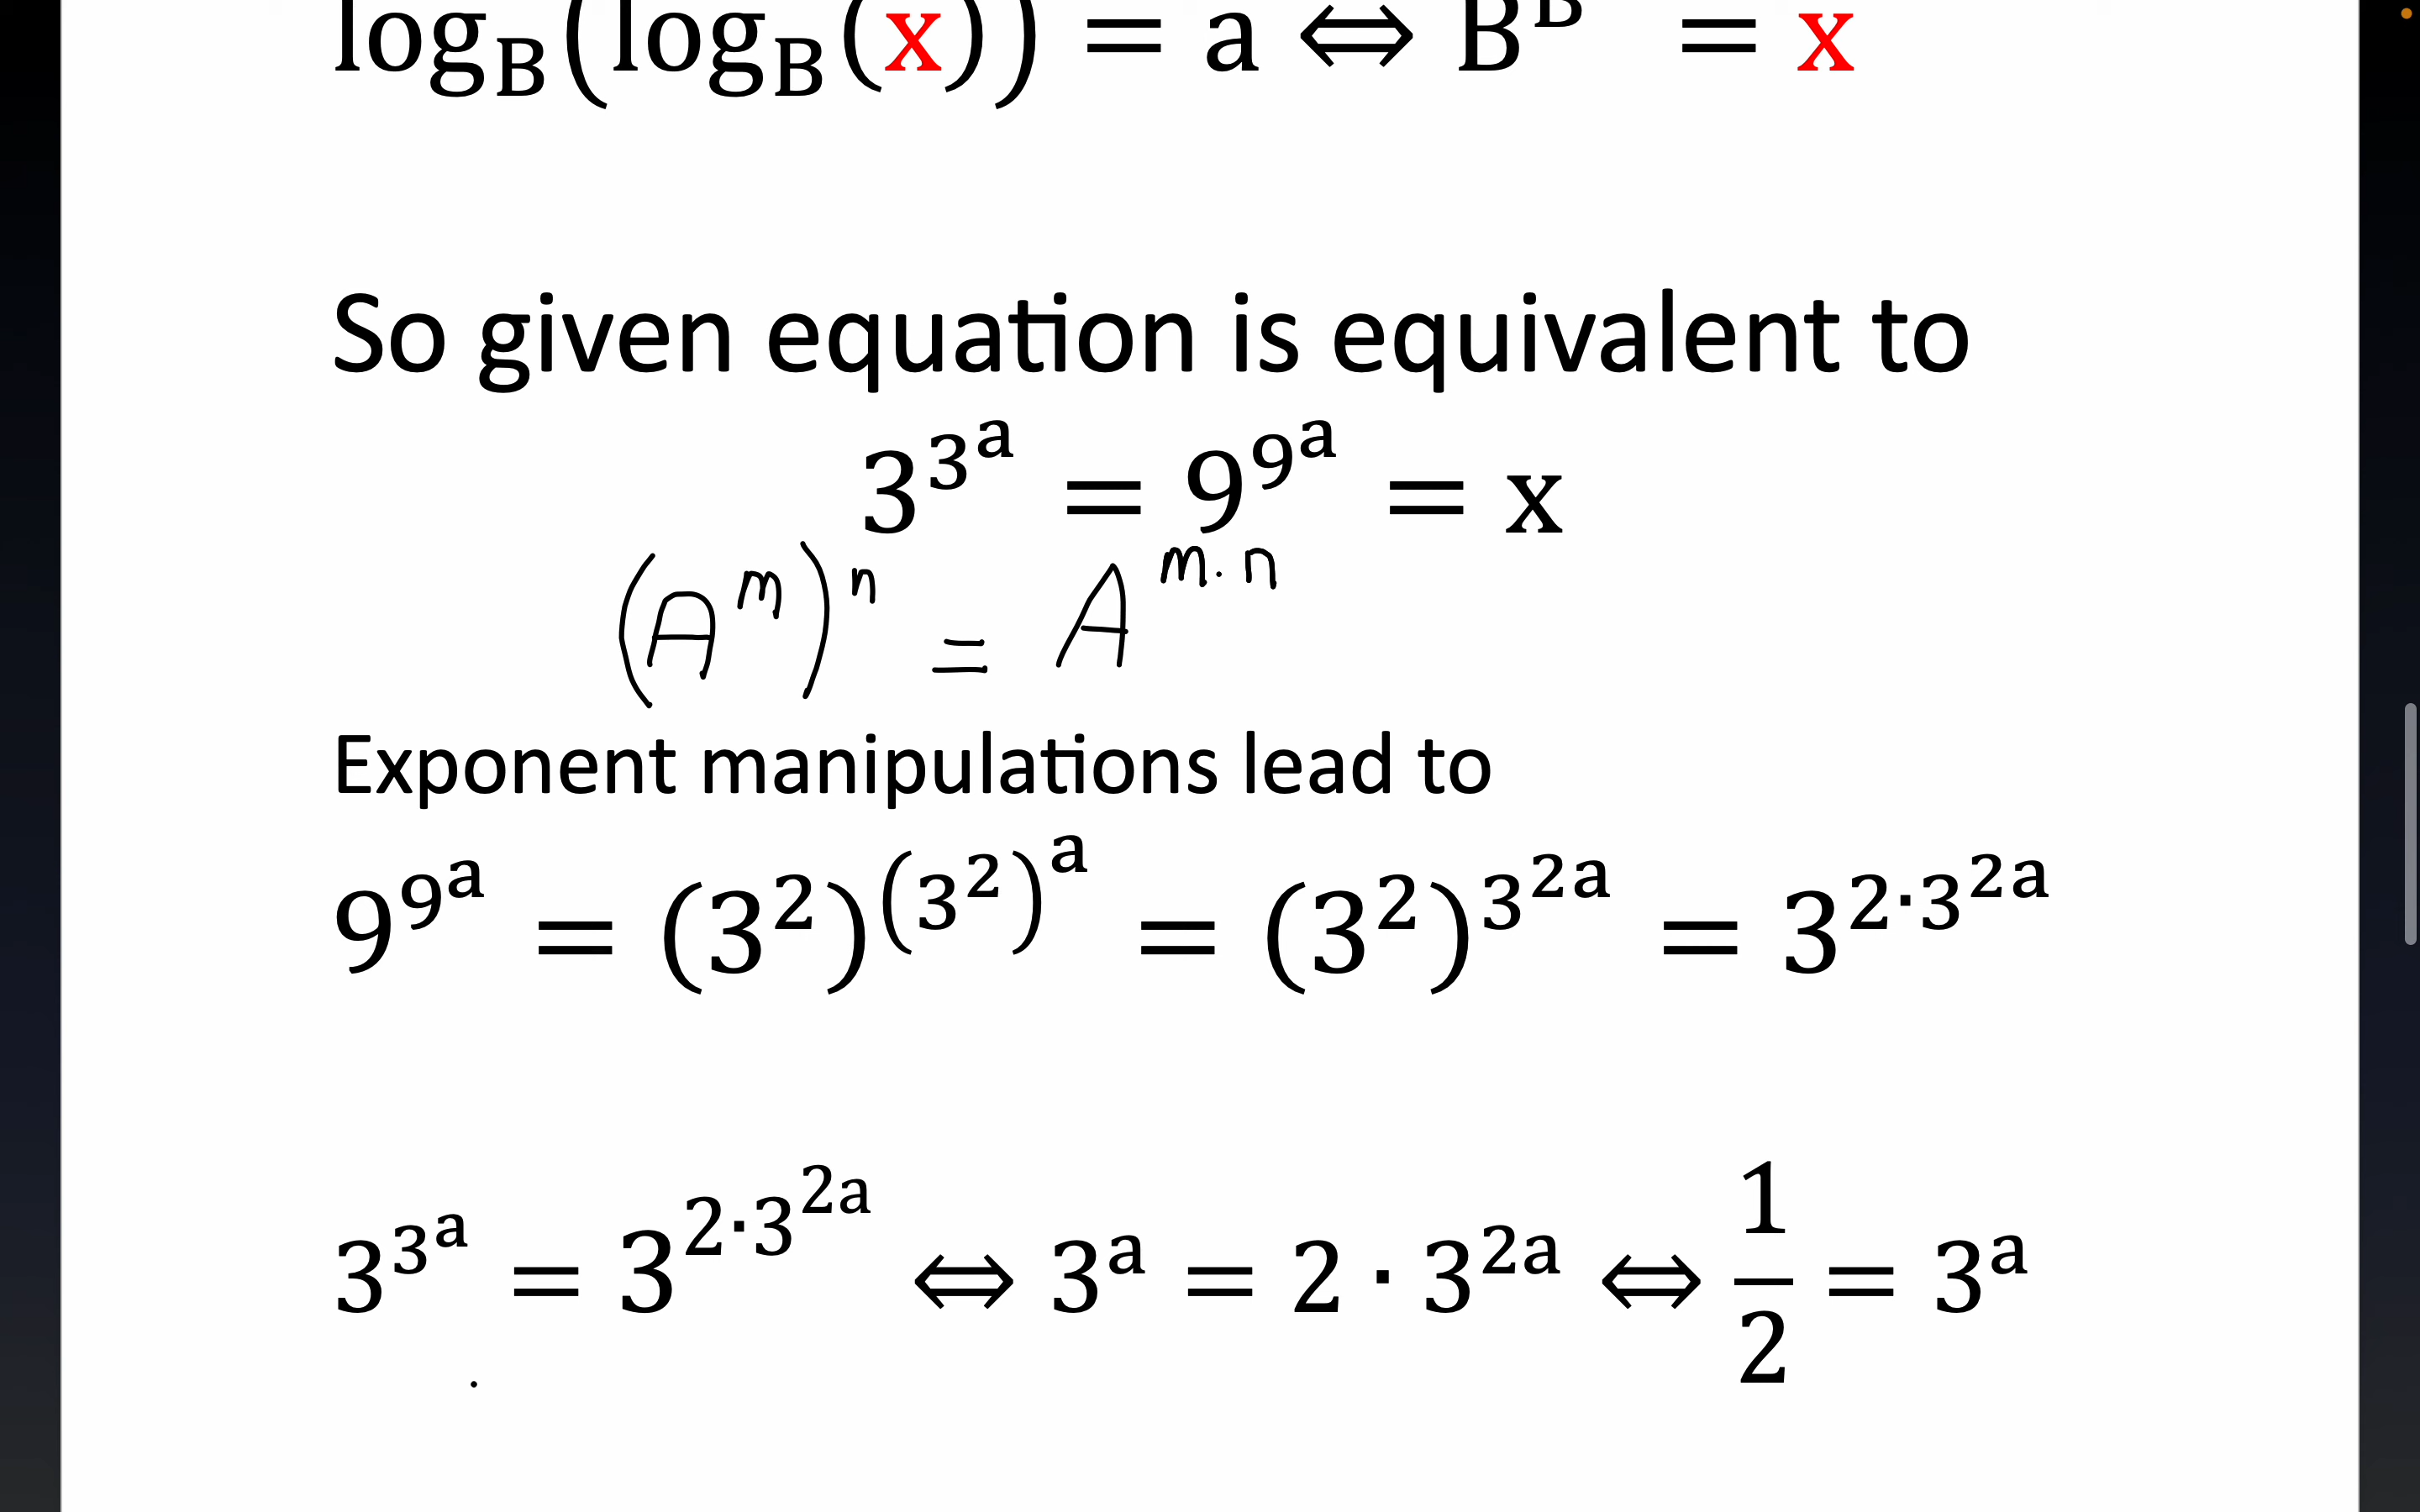 log_B(log_B(x)) = a ⟺ B^B = x
So given equation is equivalent to
3^{3^a} = 9^{9^a} = x
(A^m)^n = A^{m·n}
Exponent manipulations lead to
9^{9^a} = (3^2)^{(3^2)^a} = (3^2)^{3^{2a}} = 3^{2·3^{2a}}
3^{3^a} = 3^{2·3^{2a}} ⟺ 3^a = 2 · 3^{2a} ⟺ 1/2 = 3^a